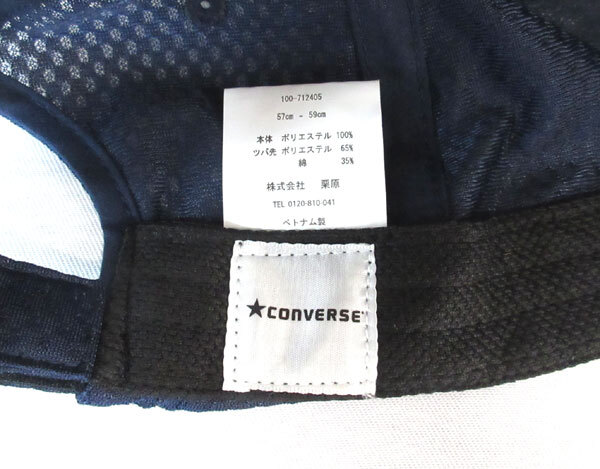 100-712405
57cm - 59cm
本体 ポリエステル 100%
ツバ先 ポリエステル 65%
綿 35%
株式会社 栗原
TEL 0120-810-041
ベトナム製
★CONVERSE